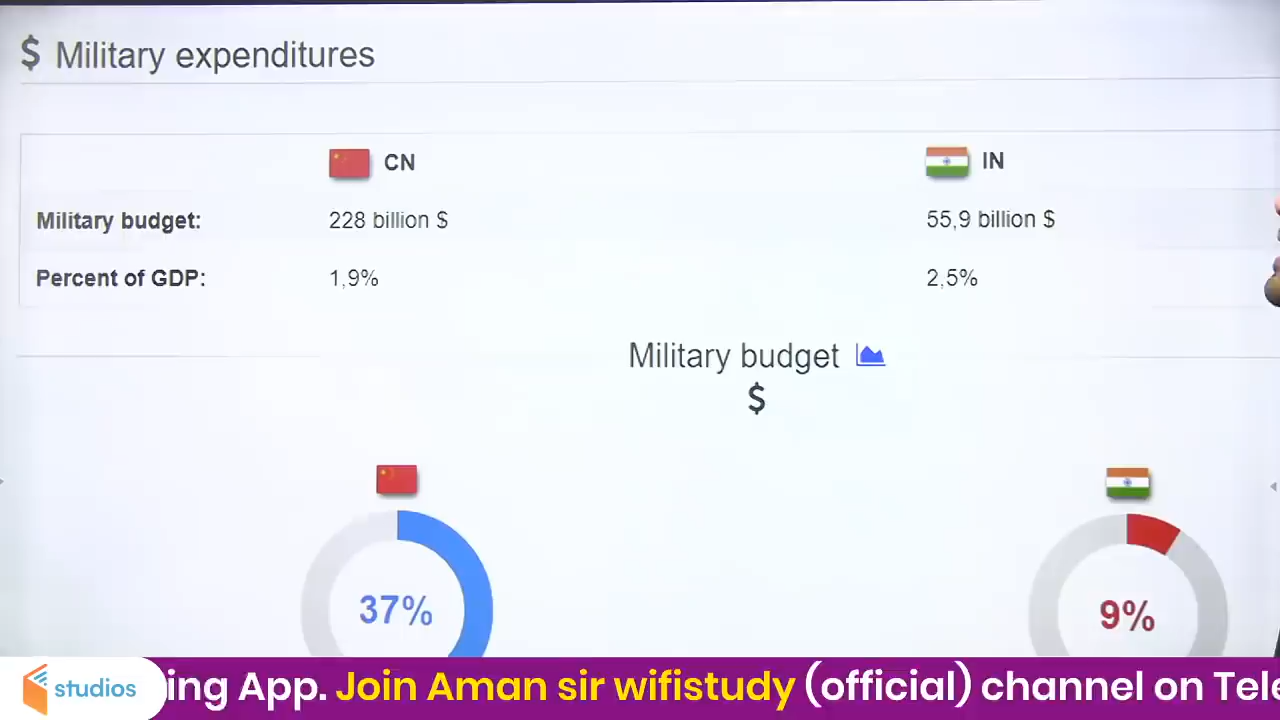 $ Military expenditures
CN IN
Military budget: 228 billion $ 55,9 billion $
Percent of GDP: 1,9% 2,5%
Military budget
$
37% 9%
studios ing App. Join Aman sir wifistudy (official) channel on Tele